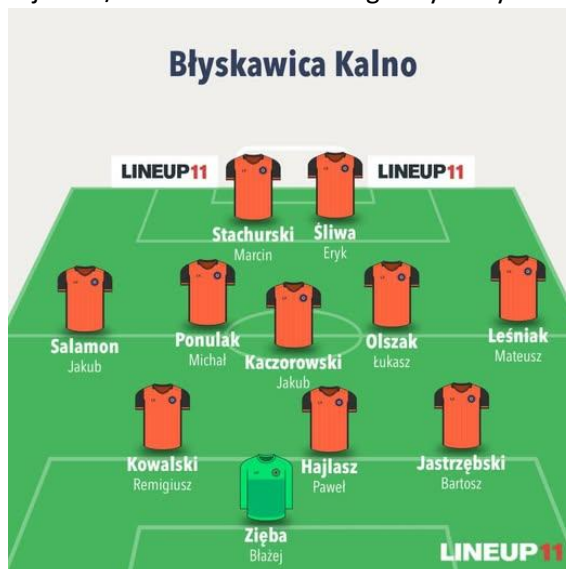 Błyskawica Kalno
LINEUP11
LINEUP11
Stachurski
Marcin
Śliwa
Eryk
Salamon
Jakub
Ponulak
Michał
Kaczorowski
Jakub
Olszak
Łukasz
Leśniak
Mateusz
Kowalski
Remigiusz
Hajlasz
Paweł
Jastrzębski
Bartosz
Zięba
Błażej
LINEUP11